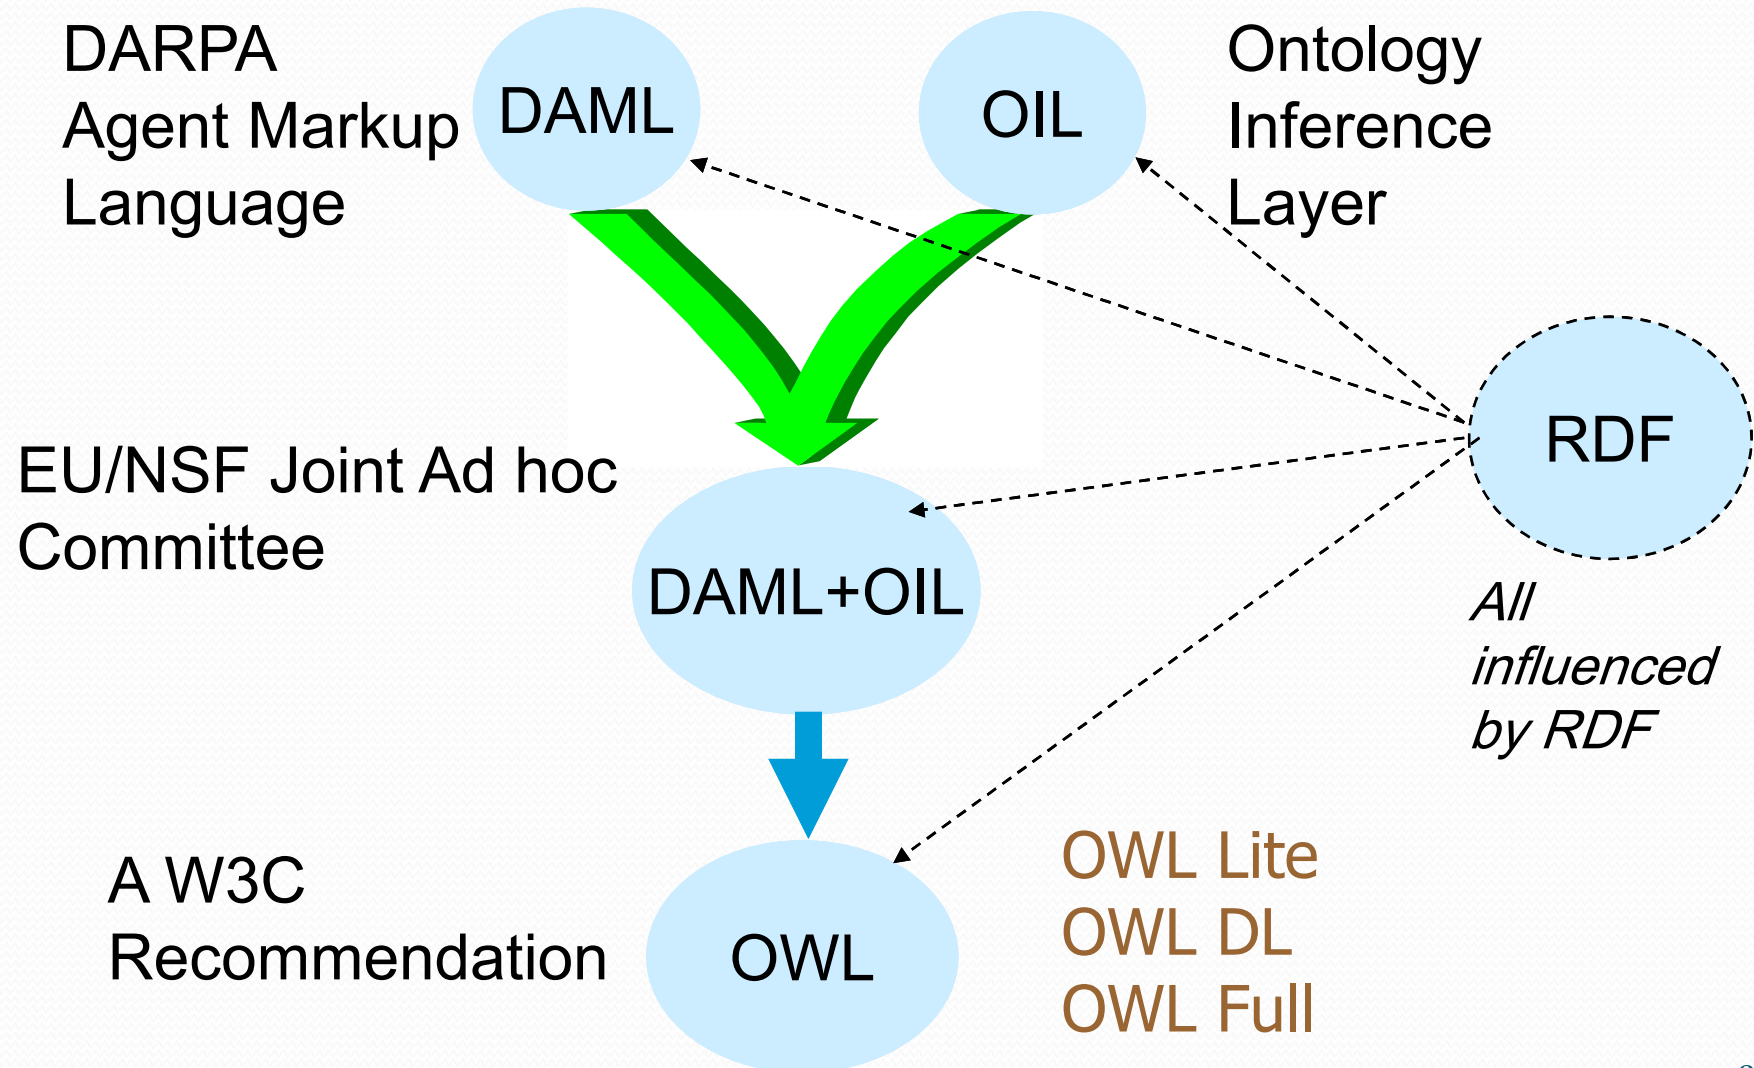 DARPA
Agent Markup
Language
DAML
OIL
Ontology
Inference
Layer
RDF
All
influenced
by RDF
EU/NSF Joint Ad hoc
Committee
DAML+OIL
A W3C
Recommendation
OWL
OWL Lite
OWL DL
OWL Full